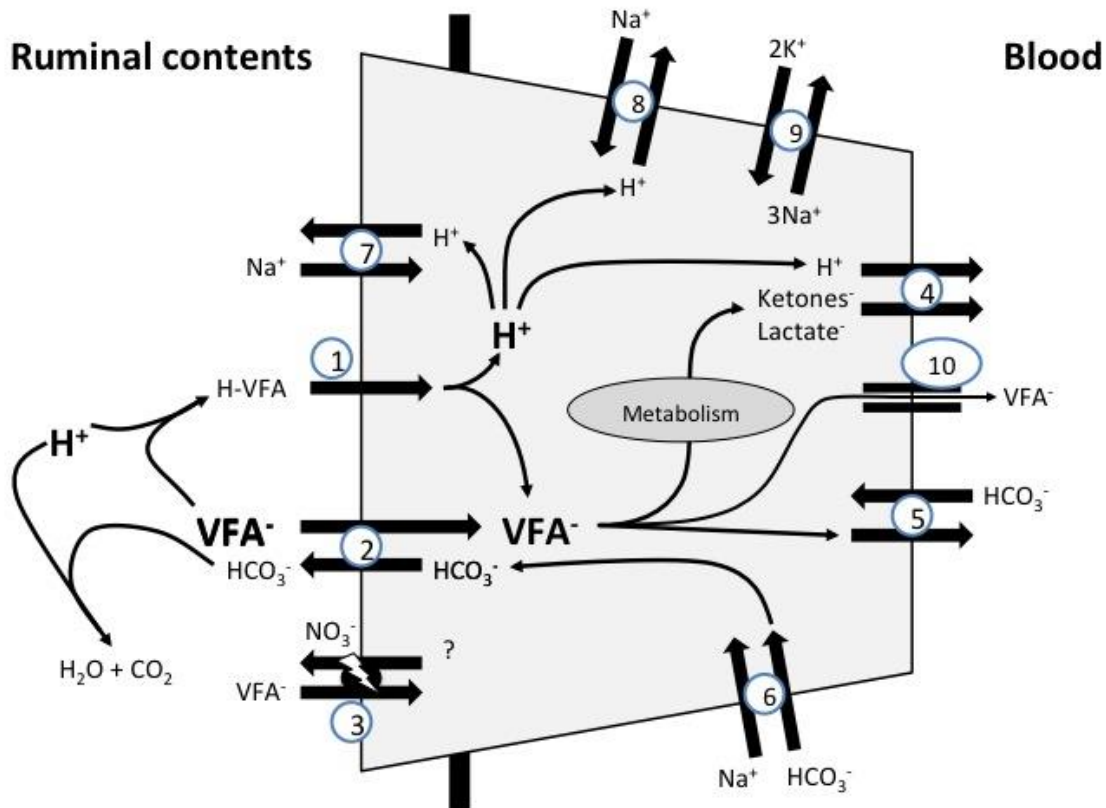 Ruminal contents
Blood
Na⁺
2K⁺
8
9
H⁺
3Na⁺
H⁺
7
Na⁺
H⁺
4
Ketones⁻
Lactate⁻
H⁺
1
H-VFA
10
VFA⁻
Metabolism
H⁺
VFA⁻
2
VFA⁻
HCO₃⁻
5
HCO₃⁻
HCO₃⁻
NO₃⁻
?
H₂O + CO₂
VFA⁻
3
6
Na⁺
HCO₃⁻